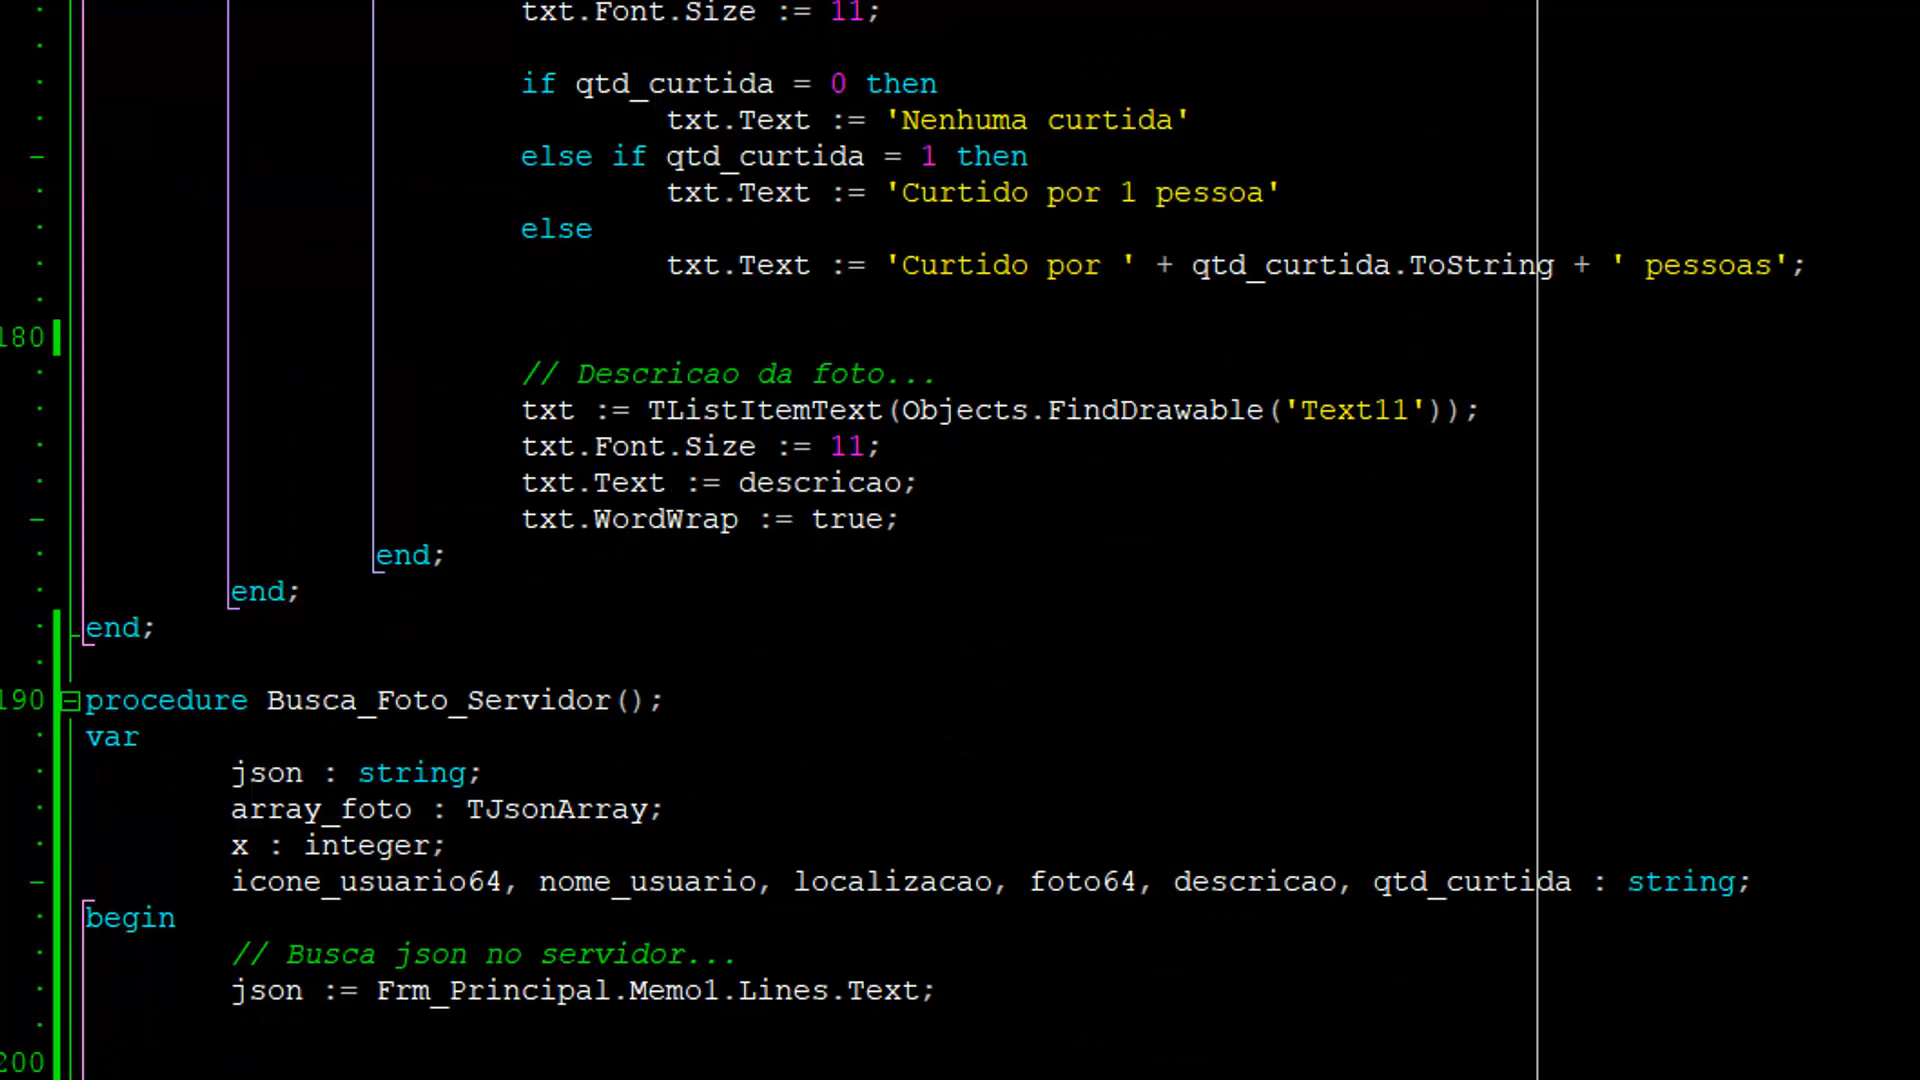 txt.Font.Size := 11;
if qtd_curtida = 0 then
txt.Text := 'Nenhuma curtida'
else if qtd_curtida = 1 then
txt.Text := 'Curtido por 1 pessoa'
else
txt.Text := 'Curtido por ' + qtd_curtida.ToString + ' pessoas';
180
// Descricao da foto...
txt := TListItemText(Objects.FindDrawable('Text11'));
txt.Font.Size := 11;
txt.Text := descricao;
txt.WordWrap := true;
end;
end;
end;
190 procedure Busca_Foto_Servidor();
var
json : string;
array_foto : TJsonArray;
x : integer;
icone_usuario64, nome_usuario, localizacao, foto64, descricao, qtd_curtida : string;
begin
// Busca json no servidor...
json := Frm_Principal.Memo1.Lines.Text;
200